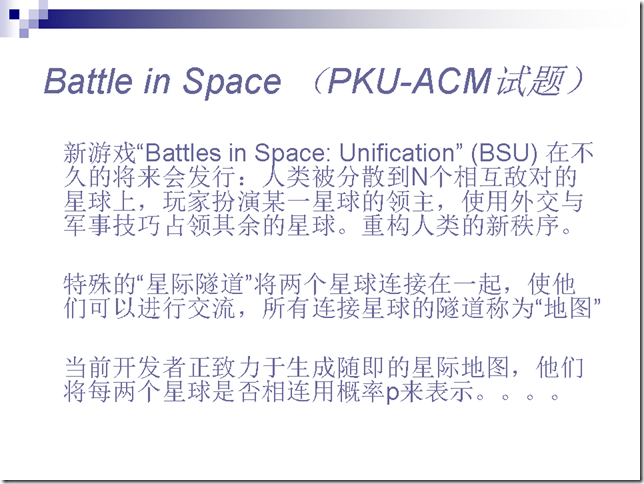 Battle in Space （PKU-ACM试题）
新游戏“Battles in Space: Unification” (BSU) 在不
久的将来会发行：人类被分散到N个相互敌对的
星球上，玩家扮演某一星球的领主，使用外交与
军事技巧占领其余的星球。重构人类的新秩序。
特殊的“星际隧道”将两个星球连接在一起，使他
们可以进行交流，所有连接星球的隧道称为“地图”
当前开发者正致力于生成随即的星际地图，他们
将每两个星球是否相连用概率p来表示。。。。